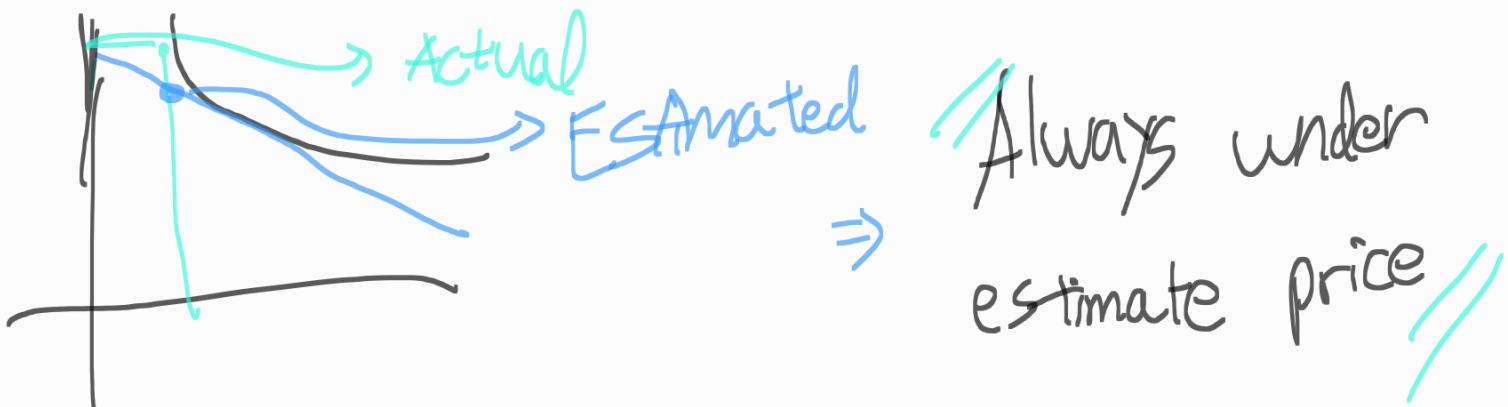 Actual
Estimated
⇒
Always under
estimate price